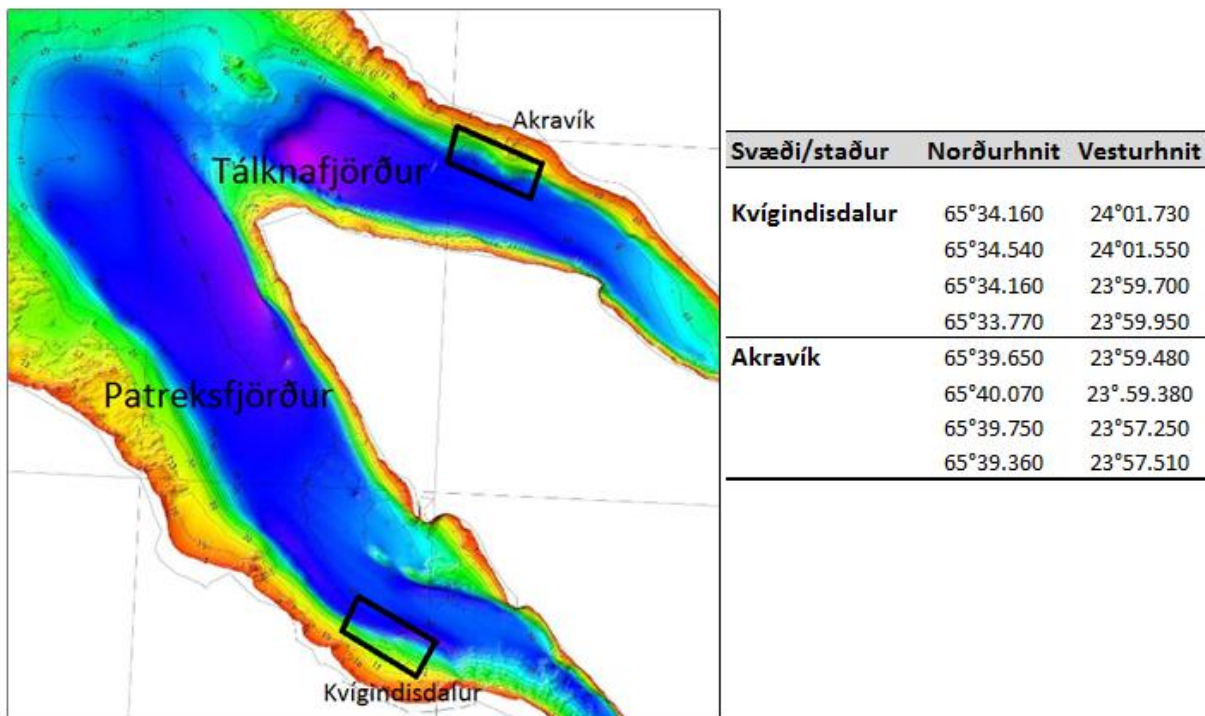 Akravík
Tálknafjörður
Patreksfjörður
Kvígindisdalur
Svæði/staður Norðurhnit Vesturhnit
Kvígindisdalur 65°34.160 24°01.730
65°34.540 24°01.550
65°34.160 23°59.700
65°33.770 23°59.950
Akravík 65°39.650 23°59.480
65°40.070 23°.59.380
65°39.750 23°57.250
65°39.360 23°57.510